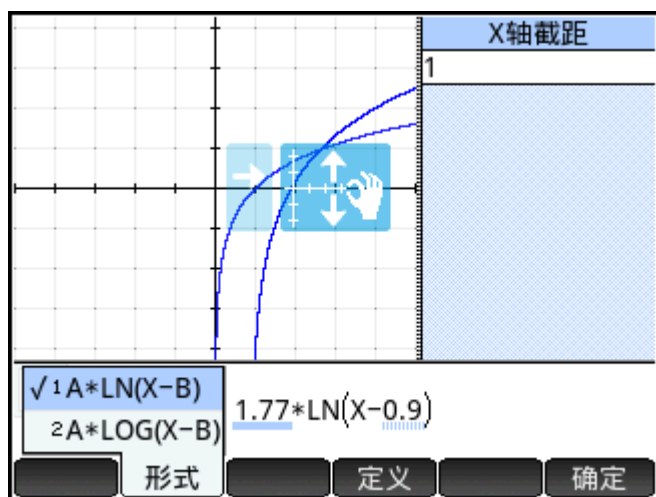 X轴截距
1
√1A*LN(X-B)
2A*LOG(X-B)
1.77*LN(X-0.9)
形式 定义 确定